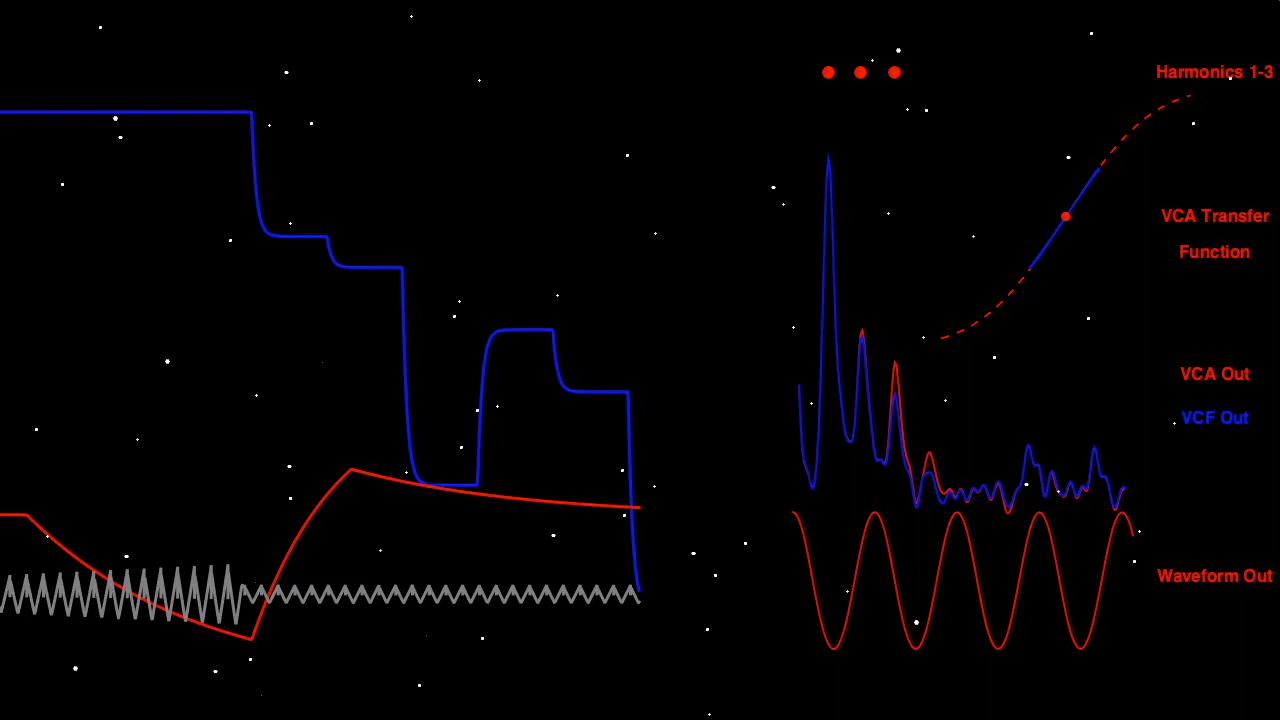 Harmonics 1-3
VCA Transfer
Function
VCA Out
VCF Out
Waveform Out